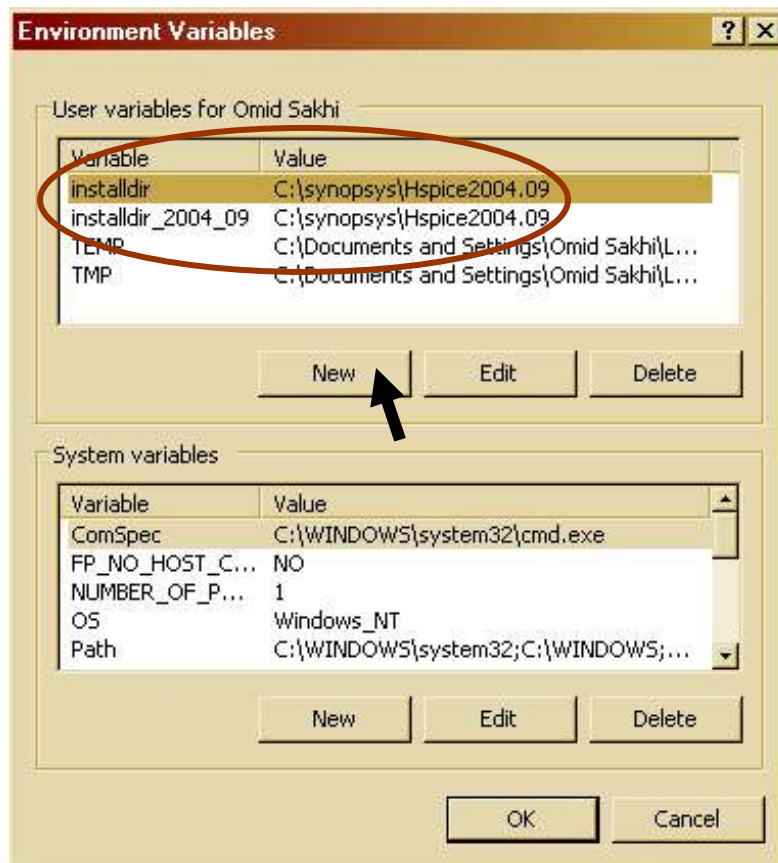 Environment Variables
User variables for Omid Sakhi
Variable Value
installdir C:\synopsys\Hspice2004.09
installdir_2004_09 C:\synopsys\Hspice2004.09
TEMP C:\Documents and Settings\Omid Sakhi\L...
TMP C:\Documents and Settings\Omid Sakhi\L...
New Edit Delete
System variables
Variable Value
ComSpec C:\WINDOWS\system32\cmd.exe
FP_NO_HOST_C... NO
NUMBER_OF_P... 1
OS Windows_NT
Path C:\WINDOWS\system32;C:\WINDOWS;...
New Edit Delete
OK Cancel